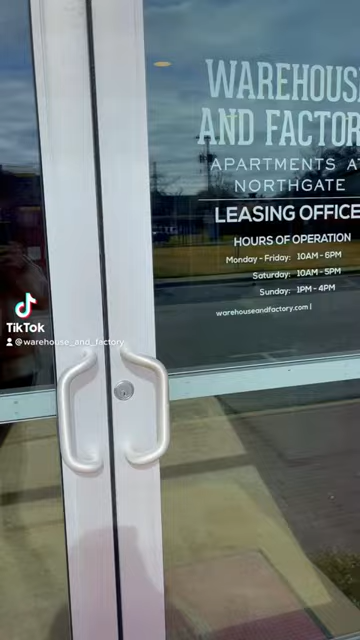 WAREHOUS
AND FACTOR
APARTMENTS AT
NORTHGATE
LEASING OFFICE
HOURS OF OPERATION
Monday - Friday: 10AM - 6PM
Saturday: 10AM - 5PM
Sunday: 1PM - 4PM
warehouseandfactory.com |
TikTok
@warehouse_and_factory